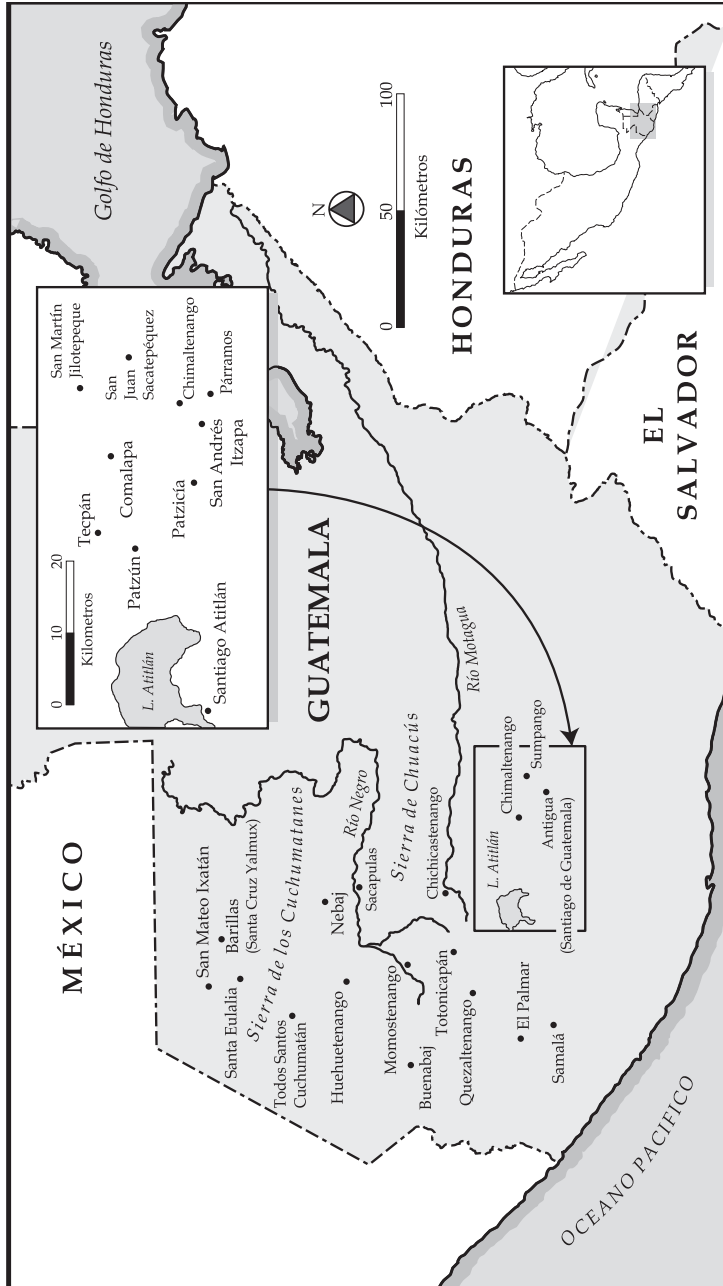 MÉXICO
Golfo de Honduras
San Mateo Ixatán
Barillas
(Santa Cruz Yalmux)
Santa Eulalia
Sierra de los Cuchumatanes
Todos Santos
Cuchumatán
Nebaj
Huehuetenango
Río Negro
Sacapulas
Sierra de Chuacús
Momostenango
Buenabaj
Chichicastenango
Totonicapán
Quezaltenango
Río Motagua
GUATEMALA
L. Atitlán
Chimaltenango
Sumpango
Antigua
(Santiago de Guatemala)
El Palmar
Samalá
OCEANO PACIFICO
0 10 20
Kilometros
Tecpán
San Martín
Jilotepeque
Comalapa
San
Juan
Sacatepéquez
Patzún
L. Atitlán
Patzicía
Chimaltenango
San Andrés
Itzapa
Párramos
Santiago Atitlán
N
0 50 100
Kilómetros
HONDURAS
EL
SALVADOR